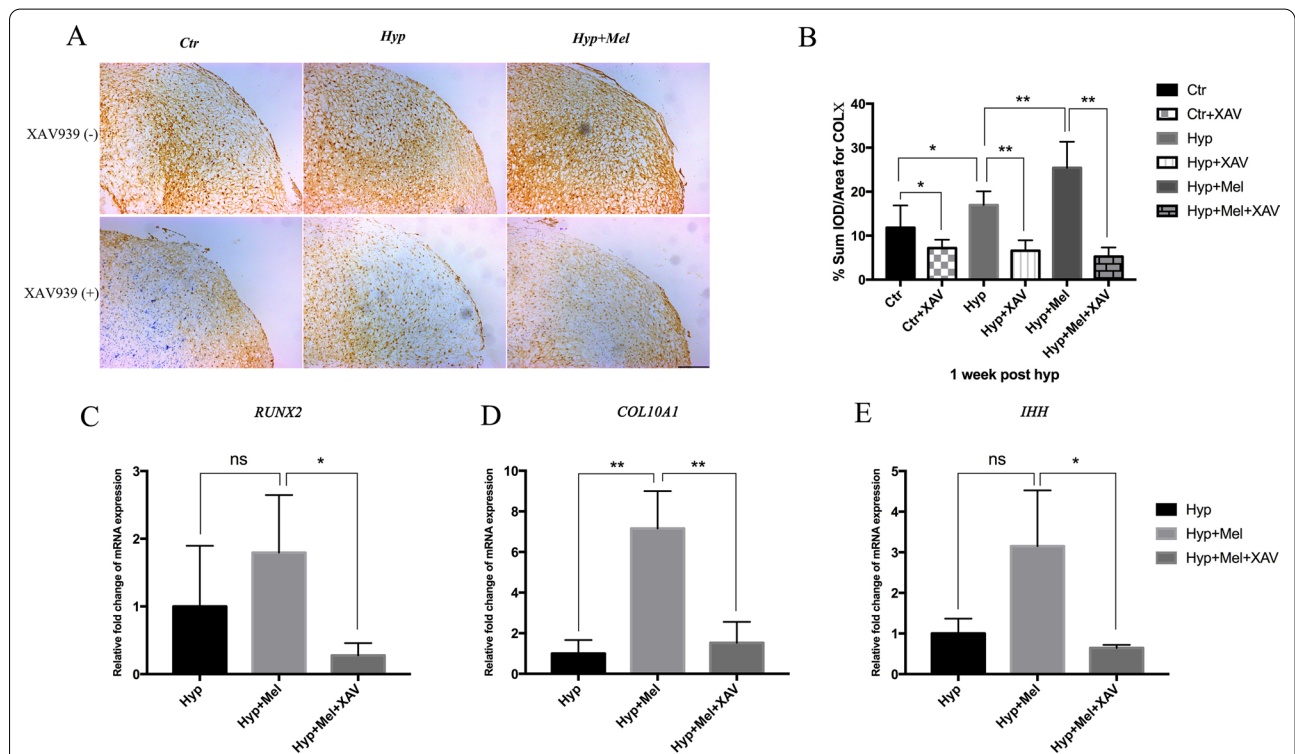 A
Ctr
Hyp
Hyp+Mel
XAV939 (-)
XAV939 (+)
B
% Sum IOD/Area for COLX
40
30
20
10
0
*
*
**
**
**
Ctr
Ctr+XAV
Hyp
Hyp+XAV
Hyp+Mel
Hyp+Mel+XAV
1 week post hyp
Ctr
Ctr+XAV
Hyp
Hyp+XAV
Hyp+Mel
Hyp+Mel+XAV
C
RUNX2
Relative fold change of mRNA expression
3
2
1
0
ns
*
Hyp
Hyp+Mel
Hyp+Mel+XAV
D
COL10A1
Relative fold change of mRNA expression
10
8
6
4
2
0
**
**
Hyp
Hyp+Mel
Hyp+Mel+XAV
E
IHH
Relative fold change of mRNA expression
5
4
3
2
1
0
ns
*
Hyp
Hyp+Mel
Hyp+Mel+XAV
Hyp
Hyp+Mel
Hyp+Mel+XAV